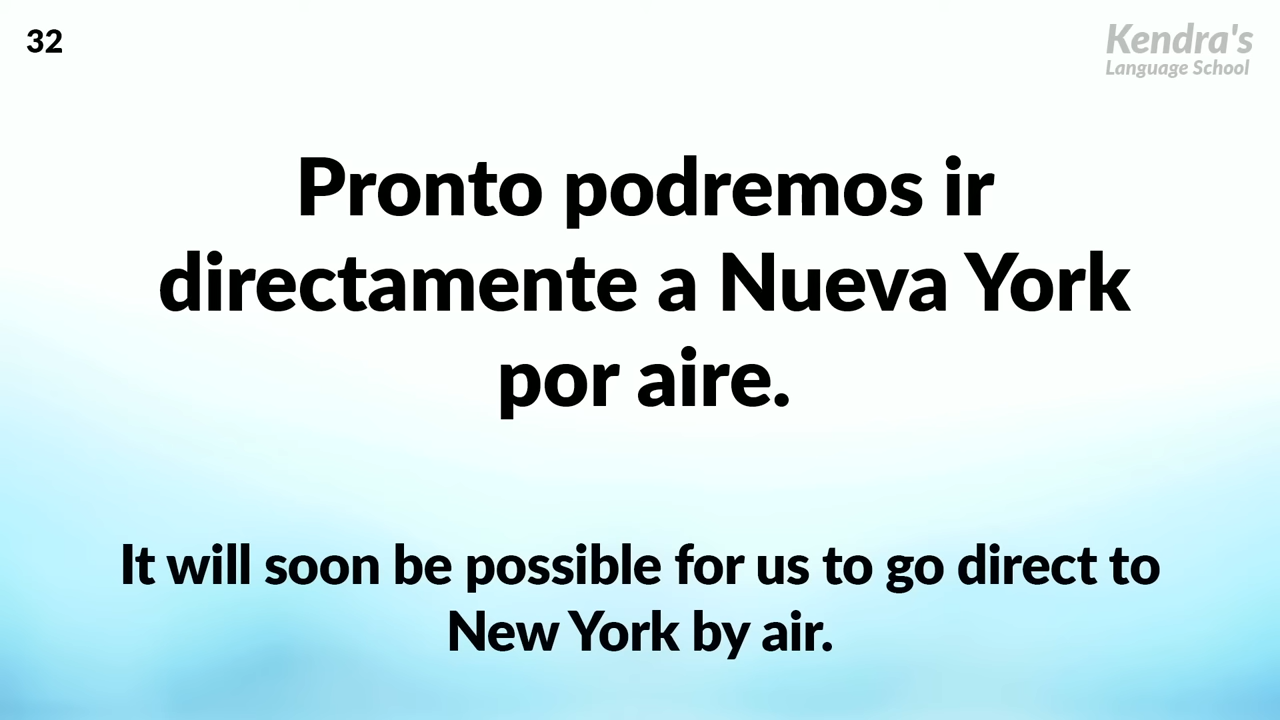 32
Kendra's
Language School
Pronto podremos ir
directamente a Nueva York
por aire.
It will soon be possible for us to go direct to
New York by air.